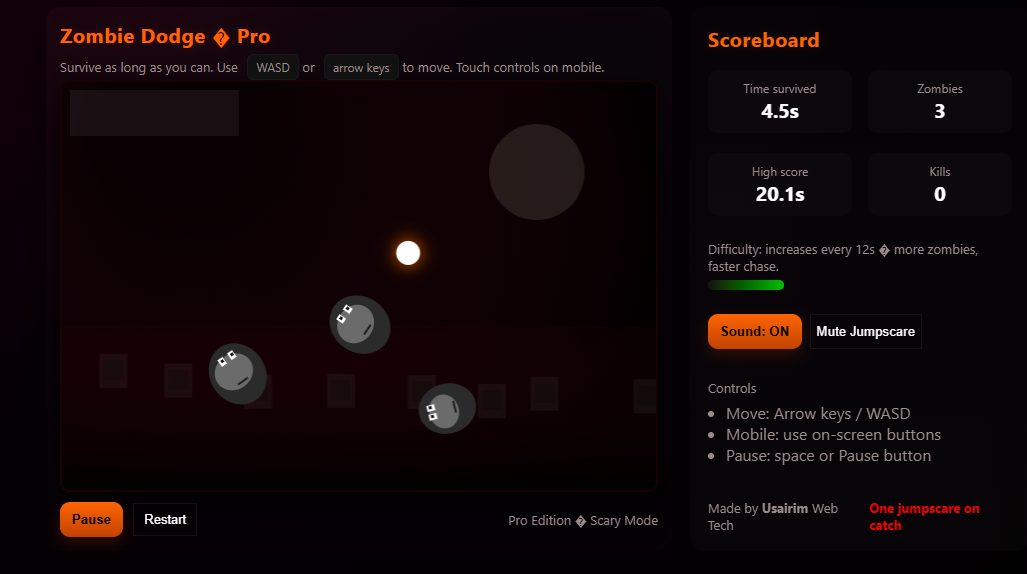 Zombie Dodge � Pro
Survive as long as you can. Use WASD or arrow keys to move. Touch controls on mobile.
Pause
Restart
Pro Edition � Scary Mode
Scoreboard
Time survived
4.5s
Zombies
3
High score
20.1s
Kills
0
Difficulty: increases every 12s � more zombies,
faster chase.
Sound: ON
Mute Jumpscare
Controls
• Move: Arrow keys / WASD
• Mobile: use on-screen buttons
• Pause: space or Pause button
Made by Usairim Web
Tech
One jumpscare on
catch